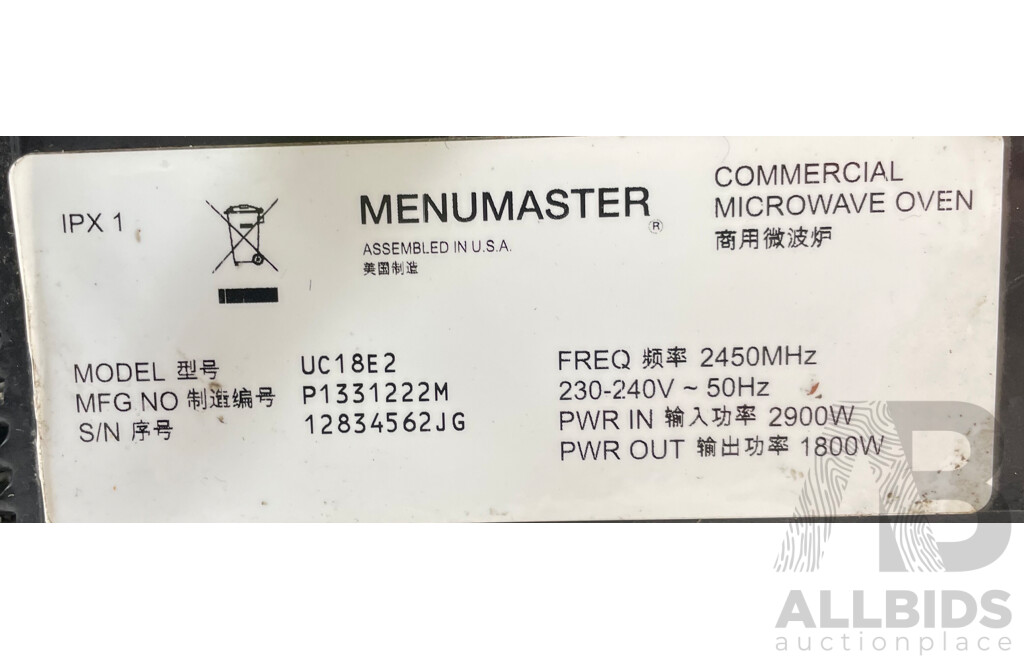 IPX 1
MENUMASTER ®
ASSEMBLED IN U.S.A.
美国制造
COMMERCIAL
MICROWAVE OVEN
商用微波炉
MODEL 型号 UC18E2
MFG NO 制造编号 P1331222M
S/N 序号 12834562JG
FREQ 频率 2450MHz
230-240V ~ 50Hz
PWR IN 输入功率 2900W
PWR OUT 输出功率 1800W
AB
ALLBIDS
auctionplace